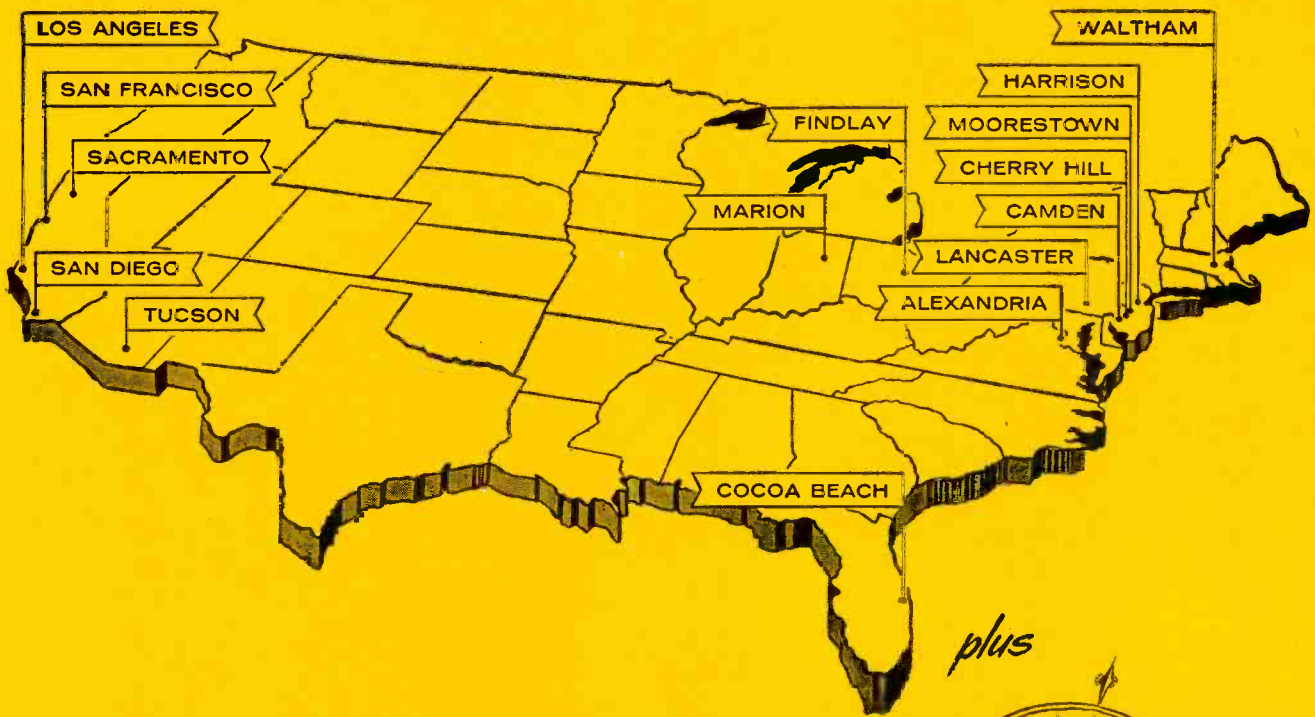 LOS ANGELES
WALTHAM
SAN FRANCISCO
HARRISON
FINDLAY
MOORESTOWN
SACRAMENTO
CHERRY HILL
MARION
CAMDEN
SAN DIEGO
LANCASTER
TUCSON
ALEXANDRIA
COCOA BEACH
plus